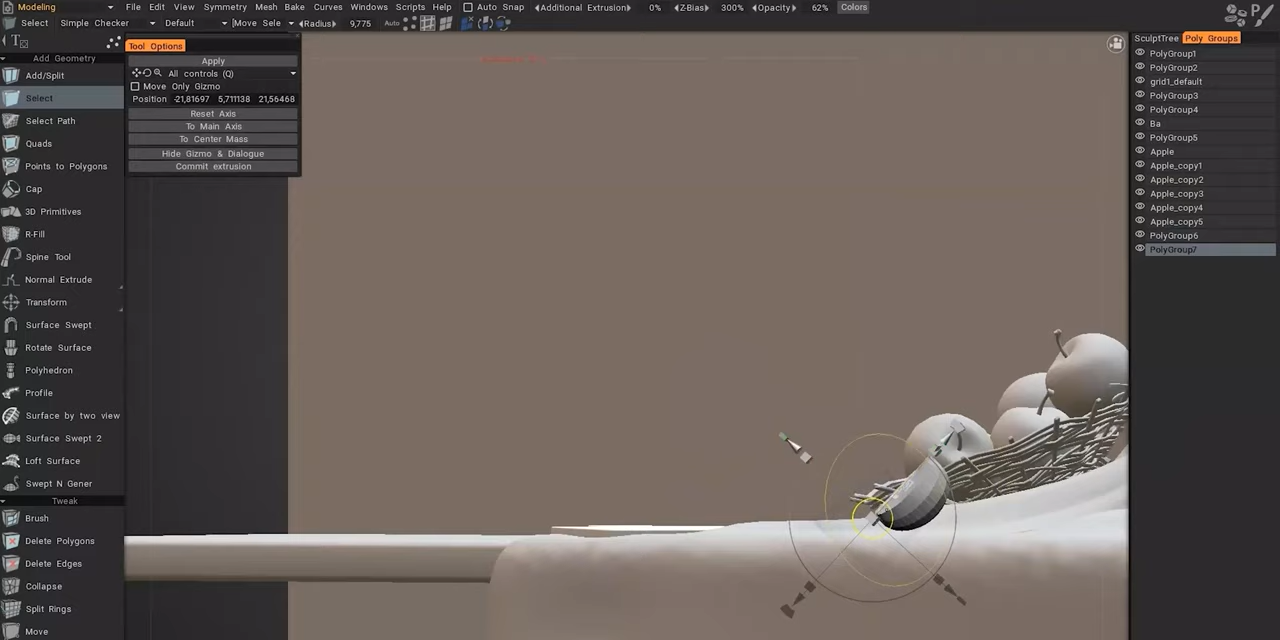 Modeling File Edit View Symmetry Mesh Bake Curves Windows Scripts Help Auto Snap Additional Extrusion 0% Z-Bias 300% Opacity 62% Colors
Select Simple Checker Default [Move Sele Radius 9,775 Auto
T
Add Geometry
Add/Split
Select
Select Path
Quads
Points to Polygons
Cap
3D Primitives
R-Fill
Spine Tool
Normal Extrude
Transform
Surface Swept
Rotate Surface
Polyhedron
Profile
Surface by two view
Surface Swept 2
Loft Surface
Swept N Gener
Tweak
Brush
Delete Polygons
Delete Edges
Collapse
Split Rings
Move
Tool Options
Apply
All controls (Q)
Move Only Gizmo
Position -21,81697 5,711138 21,56468
Reset Axis
To Main Axis
To Center Mass
Hide Gizmo & Dialogue
Commit extrusion
P
SculptTree Poly Groups
PolyGroup1
PolyGroup2
grid1_default
PolyGroup3
PolyGroup4
Ba
PolyGroup5
Apple
Apple_copy1
Apple_copy2
Apple_copy3
Apple_copy4
Apple_copy5
PolyGroup6
PolyGroup7